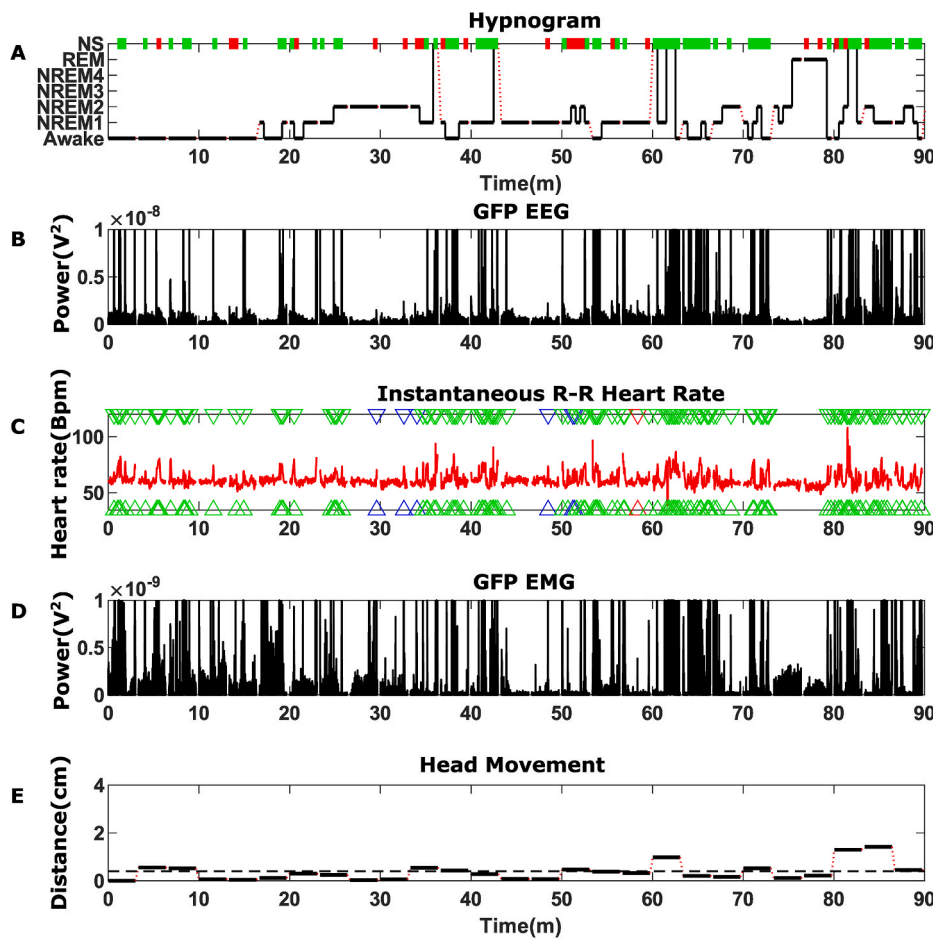 Hypnogram
A
NS
REM
NREM4
NREM3
NREM2
NREM1
Awake
10 20 30 40 50 60 70 80 90
Time(m)
GFP EEG
B
×10⁻⁸
Power(V²)
1
0.5
0
0 10 20 30 40 50 60 70 80 90
Instantaneous R-R Heart Rate
C
Heart rate(Bpm)
100
50
0 10 20 30 40 50 60 70 80 90
GFP EMG
D
×10⁻⁹
Power(V²)
1
0.5
0
0 10 20 30 40 50 60 70 80 90
Head Movement
E
Distance(cm)
4
2
0
0 10 20 30 40 50 60 70 80 90
Time(m)